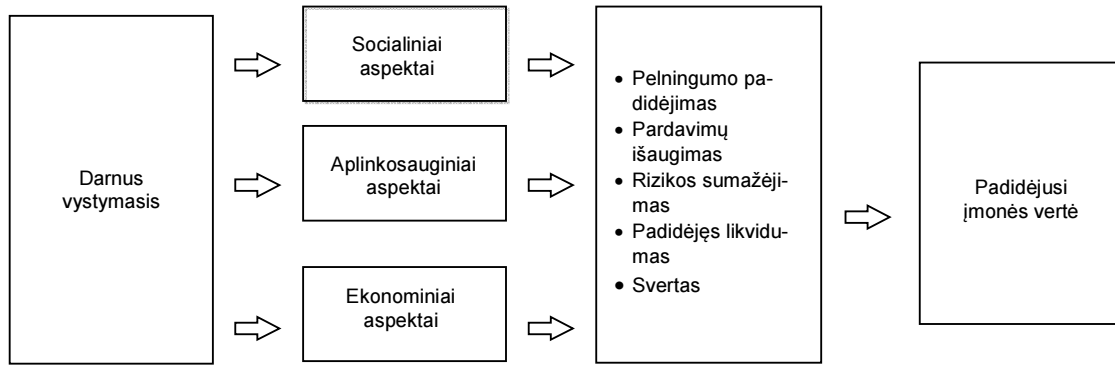 Darnus
vystymasis
Socialiniai
aspektai
Aplinkosauginiai
aspektai
Ekonominiai
aspektai
• Pelningumo pa-
didėjimas
• Pardavimų
išaugimas
• Rizikos sumažėji-
mas
• Padidėjęs likvidu-
mas
• Svertas
Padidėjusi
įmonės vertė